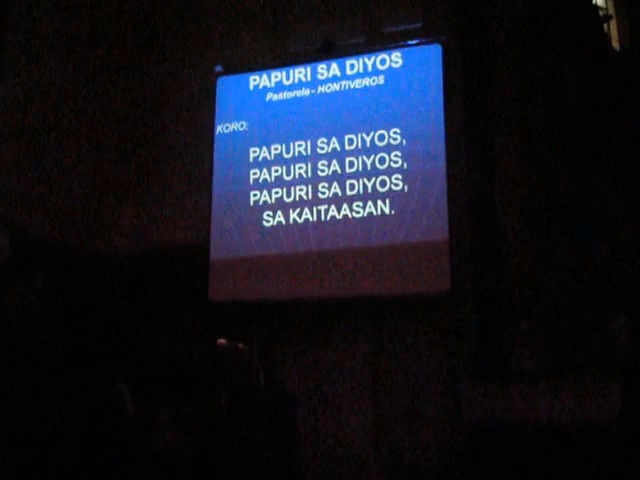 PAPURI SA DIYOS
Pastorela - HONTIVEROS
KORO:
PAPURI SA DIYOS,
PAPURI SA DIYOS,
PAPURI SA DIYOS,
SA KAITAASAN.